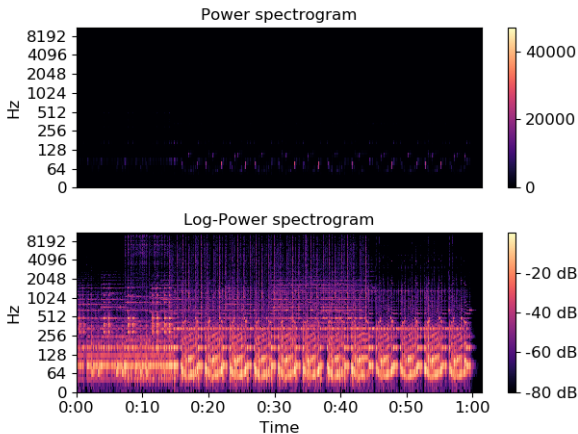 Power spectrogram
8192
4096
2048
1024
512
256
128
64
0
Hz
40000
20000
0
Log-Power spectrogram
8192
4096
2048
1024
512
256
128
64
0
Hz
-20 dB
-40 dB
-60 dB
-80 dB
0:00 0:10 0:20 0:30 0:40 0:50 1:00
Time